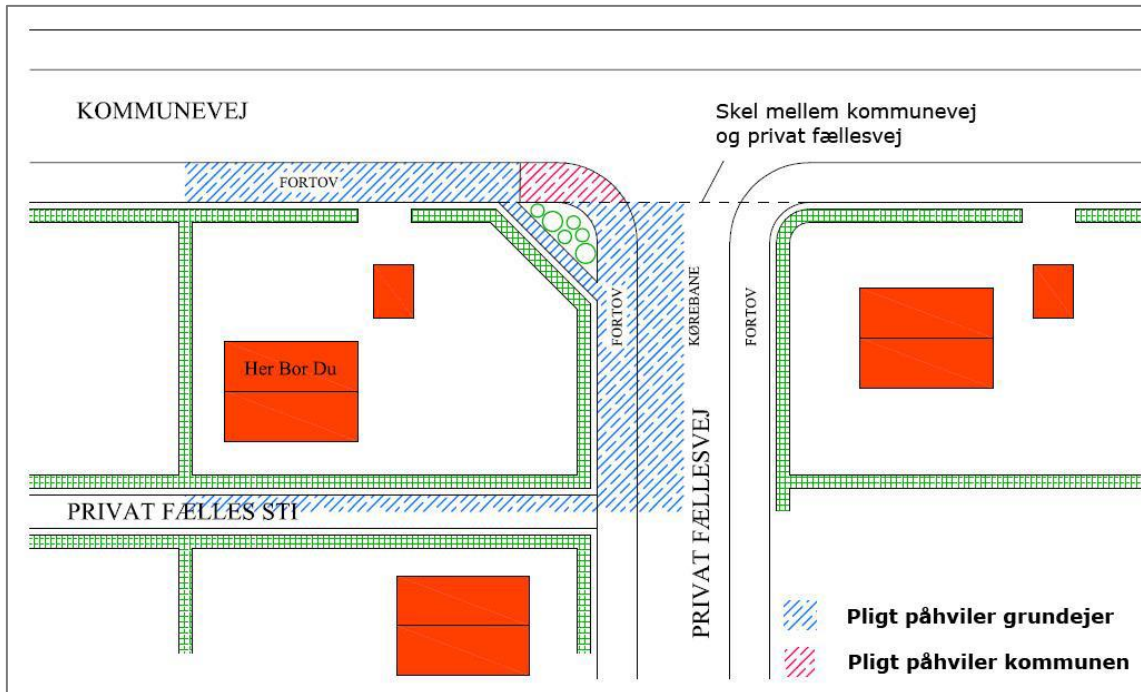 KOMMUNEVEJ
Skel mellem kommunevej
og privat fællesvej
FORTOV
FORTOV
KØREBANE
FORTOV
Her Bor Du
PRIVAT FÆLLESVEJ
PRIVAT FÆLLES STI
Pligt påhviler grundejer
Pligt påhviler kommunen